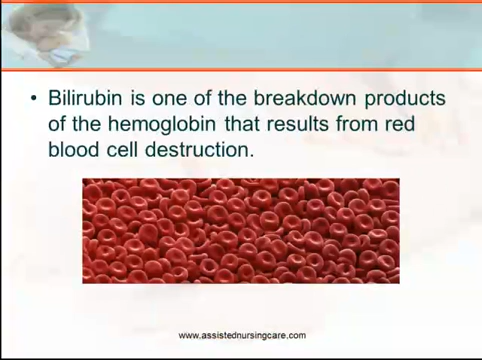 • Bilirubin is one of the breakdown products
of the hemoglobin that results from red
blood cell destruction.
www.assistednursingcare.com